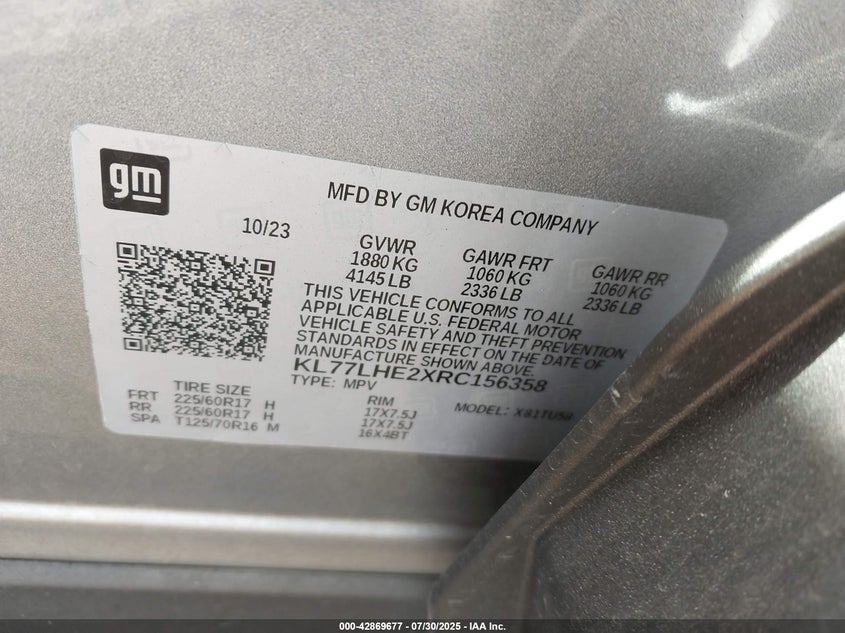 gm
MFD BY GM KOREA COMPANY
10/23
GVWR
1880 KG
4145 LB
GAWR FRT
1060 KG
2336 LB
GAWR RR
1060 KG
2336 LB
THIS VEHICLE CONFORMS TO ALL
APPLICABLE U.S. FEDERAL MOTOR
VEHICLE SAFETY AND THEFT PREVENTION
STANDARDS IN EFFECT ON THE DATE OF
MANUFACTURE SHOWN ABOVE.
KL77LHE2XRC156358
TYPE: MPV
MODEL: X81TU58
TIRE SIZE RIM
FRT 225/60R17 H 17X7.5J
RR 225/60R17 H 17X7.5J
SPA T125/70R16 M 16X4BT
000-42869677 - 07/30/2025 - IAA Inc.